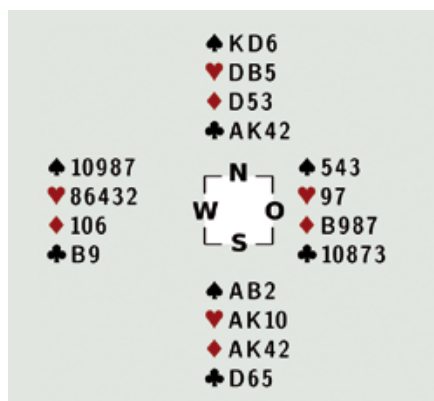 ♠ KD6
♥ DB5
♦ D53
♣ AK42
♠ 10987
♥ 86432
♦ 106
♣ B9
N
W O
S
♠ 543
♥ 97
♦ B987
♣ 10873
♠ AB2
♥ AK10
♦ AK42
♣ D65